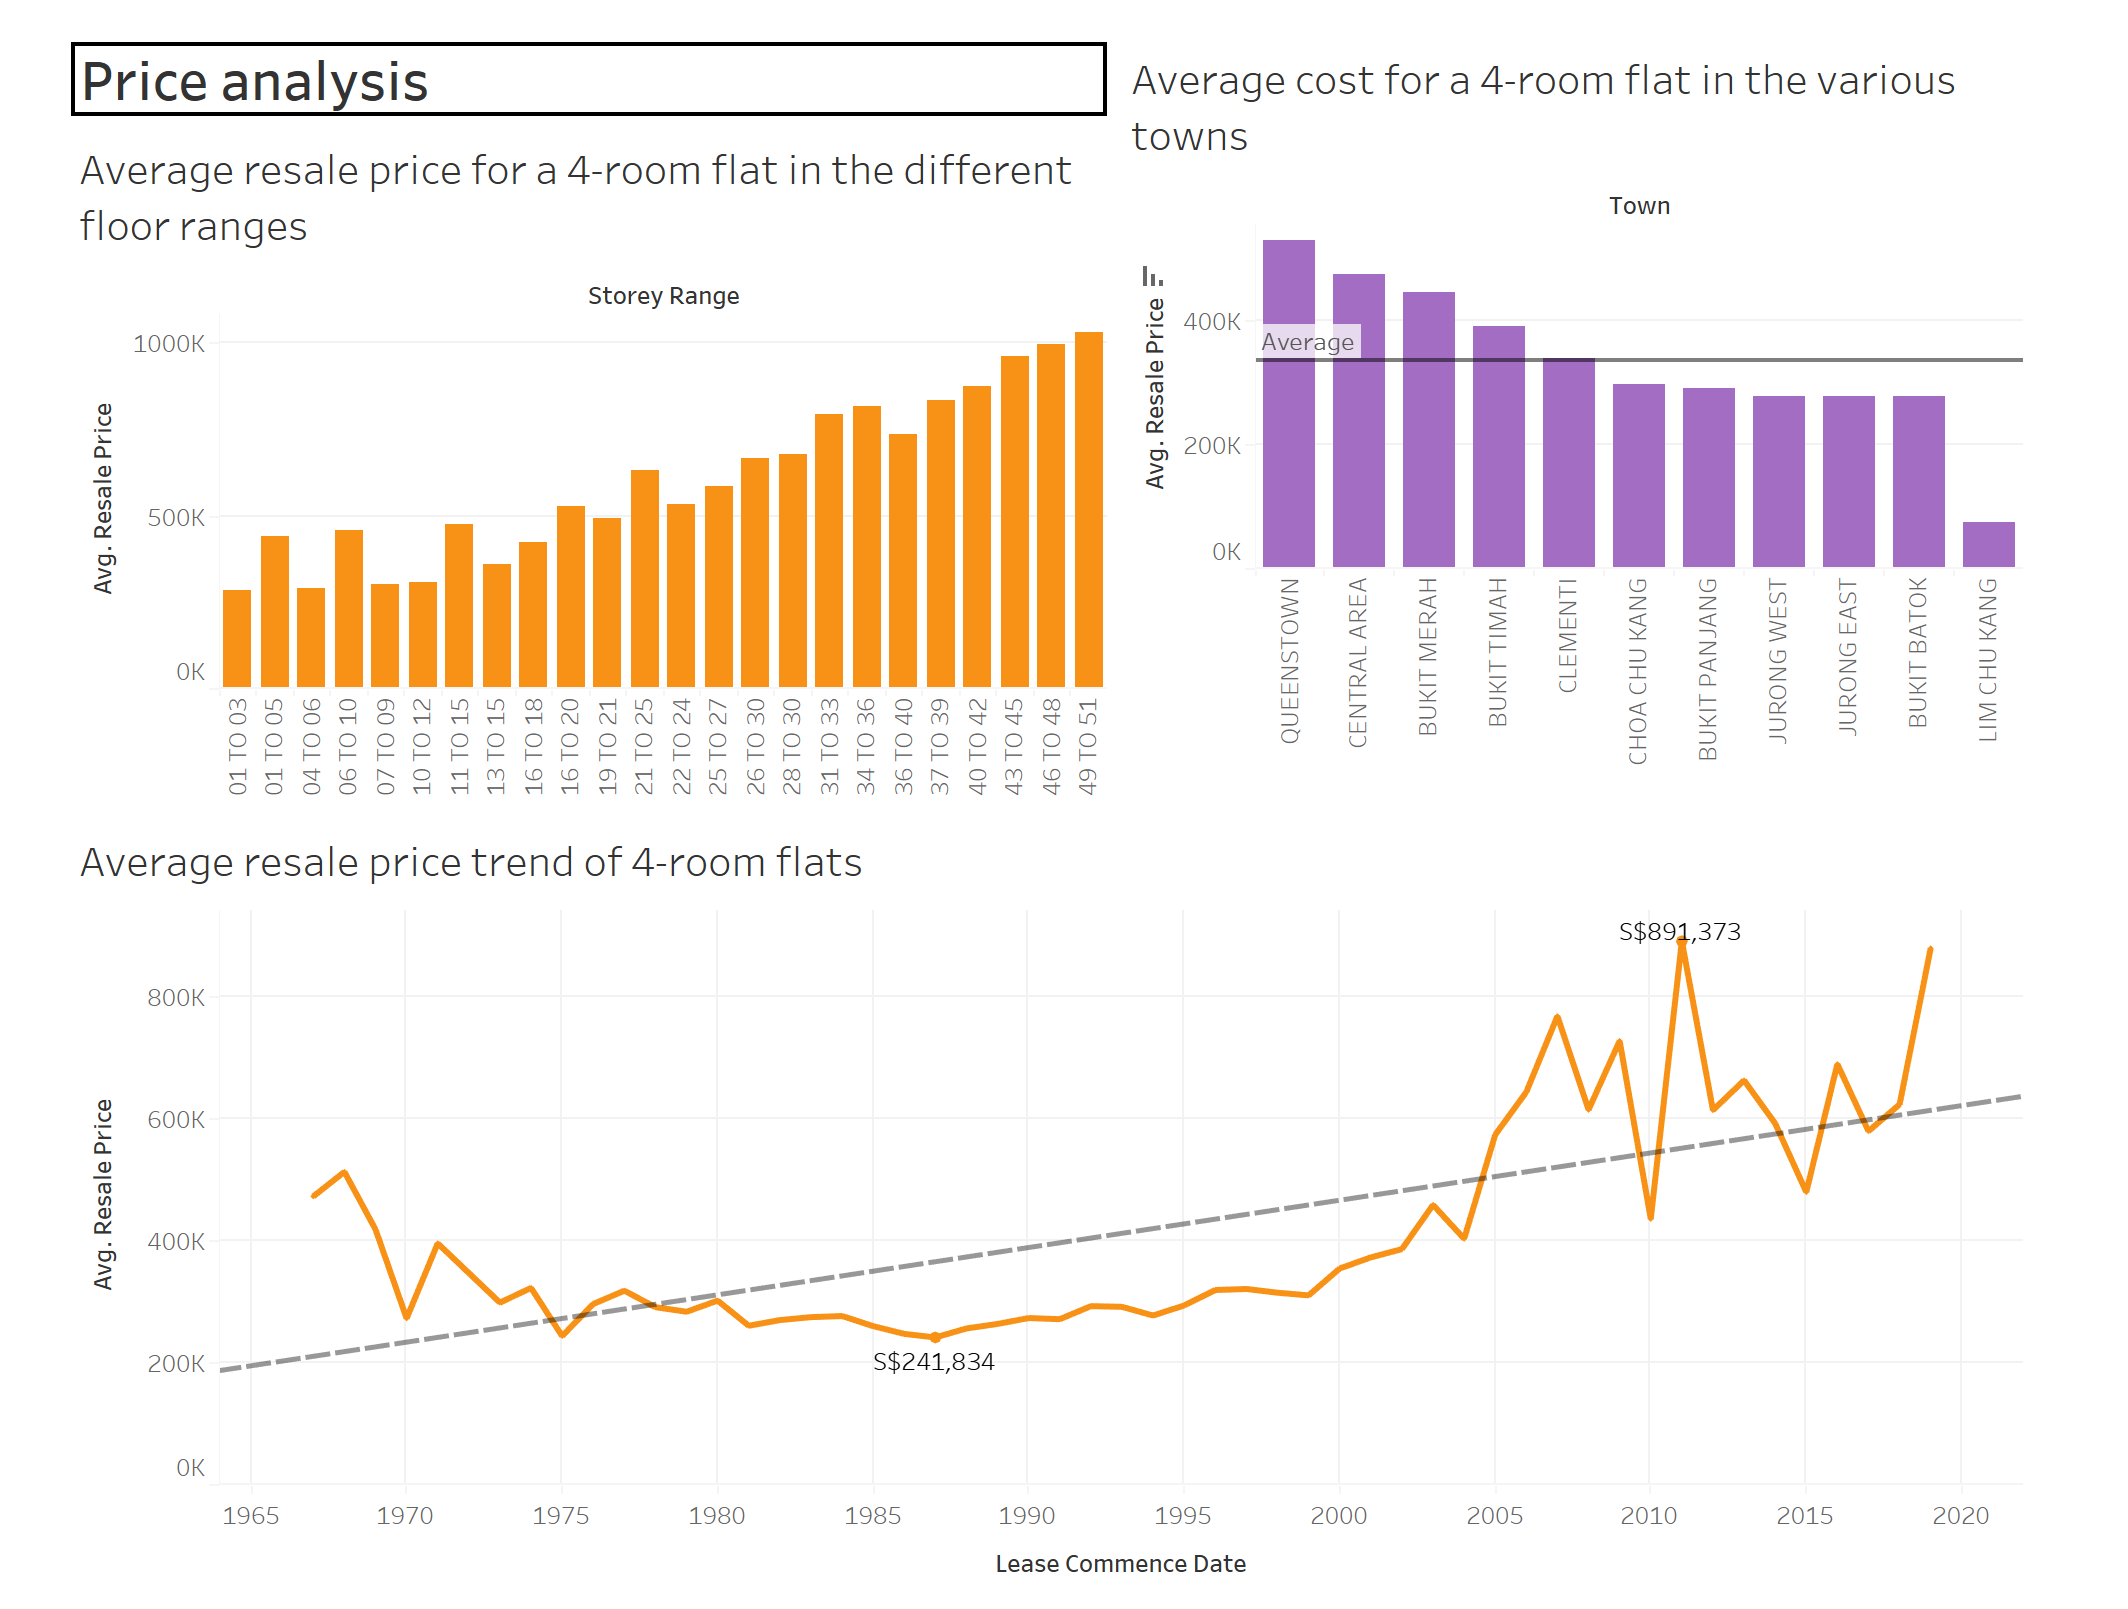 Price analysis
Average resale price for a 4-room flat in the different
floor ranges
Storey Range
Avg. Resale Price
1000K
500K
0K
01 TO 03
01 TO 05
04 TO 06
06 TO 10
07 TO 09
10 TO 12
11 TO 15
13 TO 15
16 TO 18
16 TO 20
19 TO 21
21 TO 25
22 TO 24
25 TO 27
26 TO 30
28 TO 30
31 TO 33
34 TO 36
36 TO 40
37 TO 39
40 TO 42
43 TO 45
46 TO 48
49 TO 51
Average cost for a 4-room flat in the various
towns
Town
Avg. Resale Price
400K
200K
0K
Average
QUEENSTOWN
CENTRAL AREA
BUKIT MERAH
BUKIT TIMAH
CLEMENTI
CHOA CHU KANG
BUKIT PANJANG
JURONG WEST
JURONG EAST
BUKIT BATOK
LIM CHU KANG
Average resale price trend of 4-room flats
Avg. Resale Price
800K
600K
400K
200K
0K
S$891,373
S$241,834
1965
1970
1975
1980
1985
1990
1995
2000
2005
2010
2015
2020
Lease Commence Date